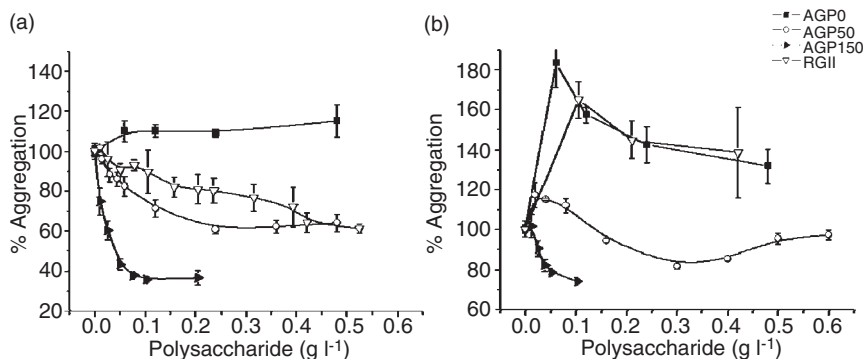 (a)
140
120
100
80
60
40
20
% Aggregation
0.0 0.1 0.2 0.3 0.4 0.5 0.6
Polysaccharide (g l-1)
(b)
AGP0
AGP50
AGP150
RGII
180
160
140
120
100
80
60
% Aggregation
0.0 0.1 0.2 0.3 0.4 0.5 0.6
Polysaccharide (g l-1)